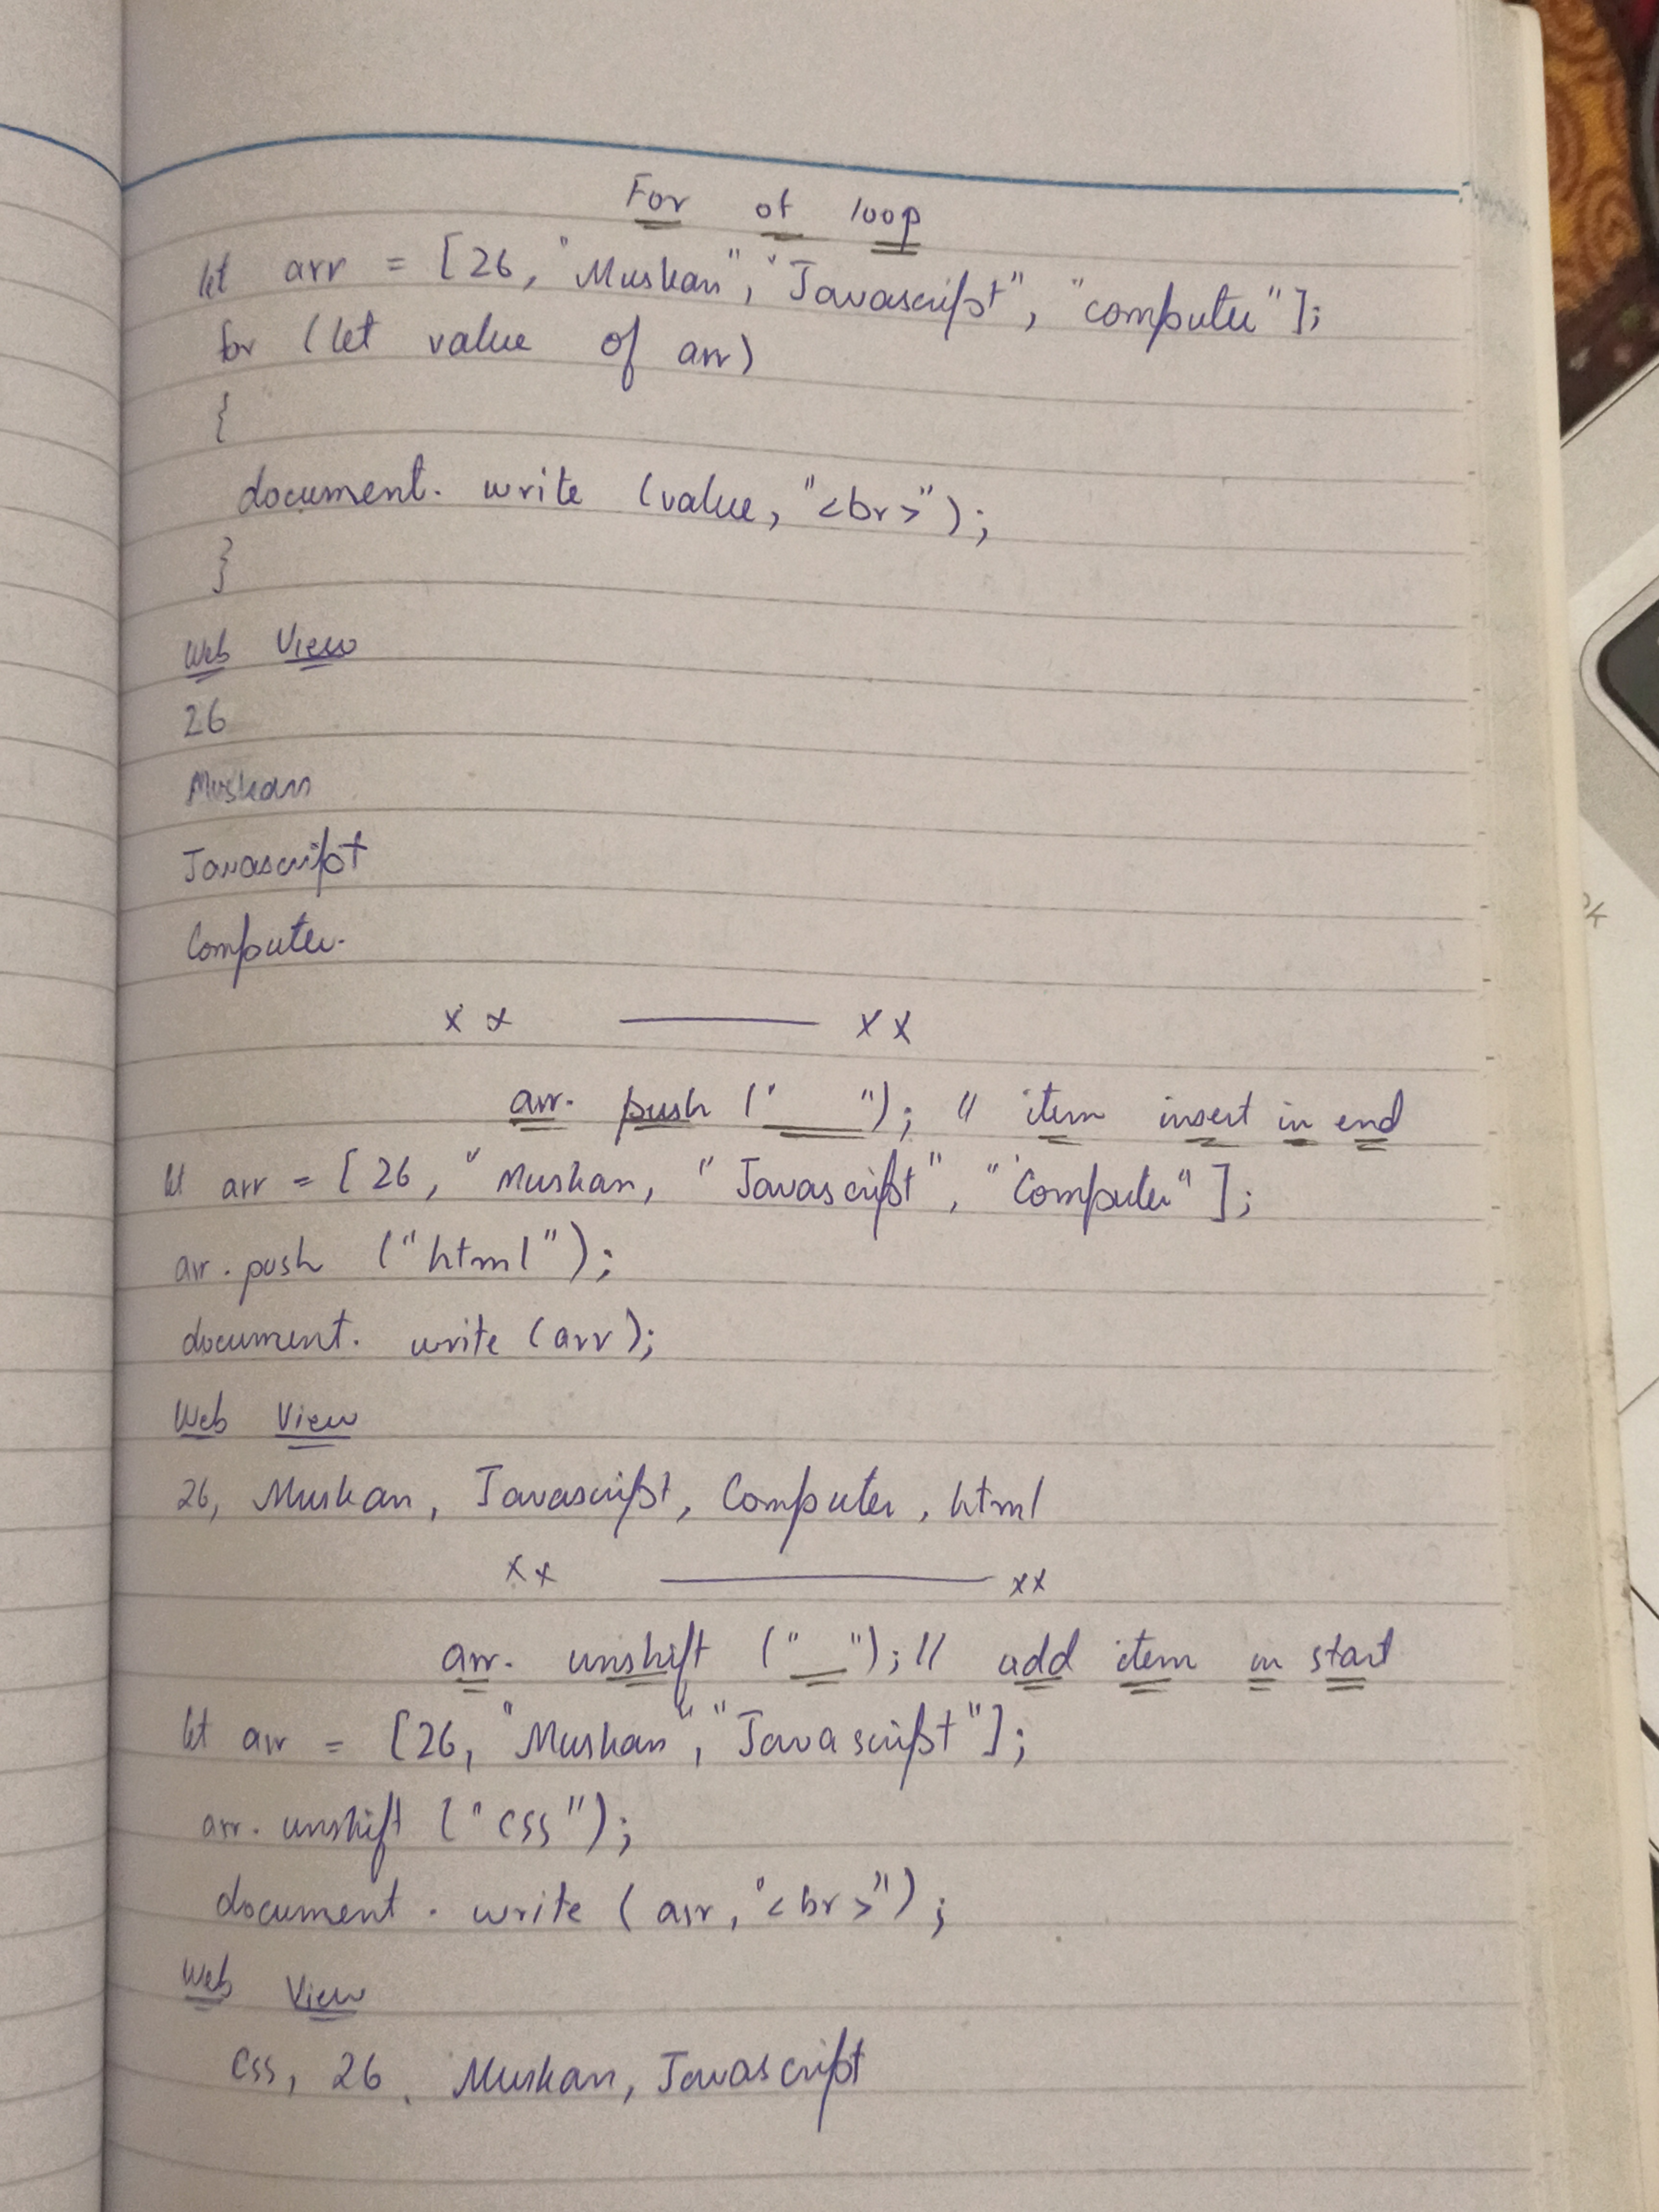 For of loop
let arr = [26, "Muskan", "Javascript", "computer"];
for (let value of arr)
{
document. write (value, "<br>");
}
Web View
26
Muskan
Javascript
Computer.
x x ——— x x
arr. push ("___"); // item insert in end
let arr = [26, "Muskan, "Javascript", "Computer"];
arr. push ("html");
document. write (arr);
Web View
26, Muskan, Javascript, Computer, html
x x ——— x x
arr. unshift ("__"); // add item in start
let arr = [26, "Muskan", "Javascript"];
arr. unshift ("css");
document. write (arr, "<br>");
Web View
css, 26, Muskan, Javascript